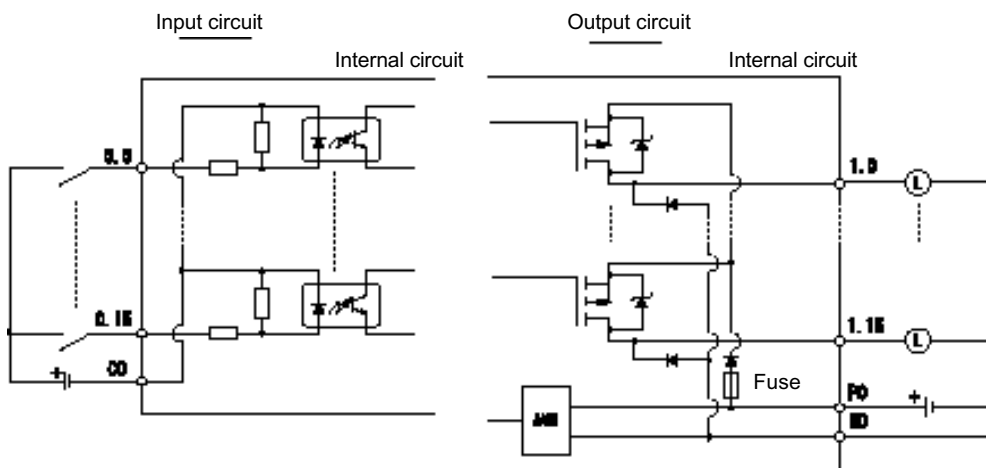 Input circuit
Output circuit
Internal circuit
Internal circuit
0.0
1.0
L
0.15
1.15
L
C0
+
Fuse
P0
+
N0